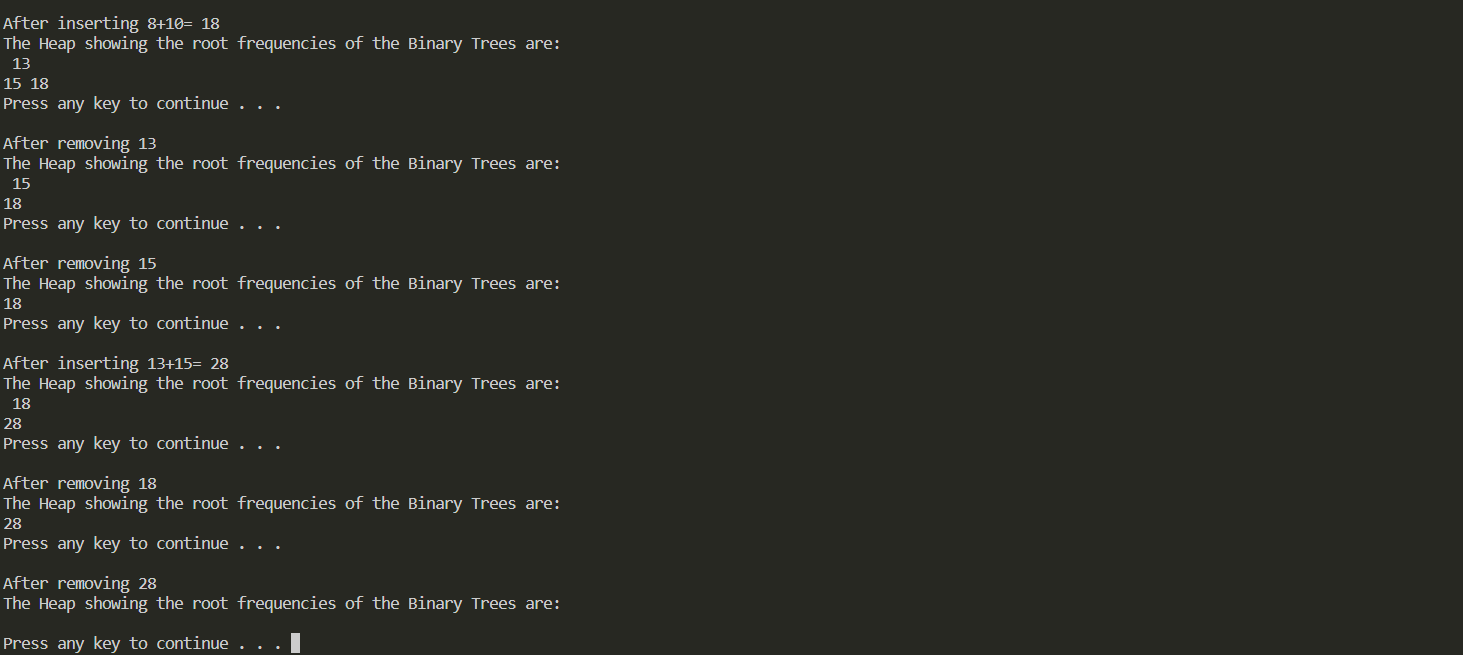 After inserting 8+10= 18
The Heap showing the root frequencies of the Binary Trees are:
 13
15 18
Press any key to continue . . .

After removing 13
The Heap showing the root frequencies of the Binary Trees are:
 15
18
Press any key to continue . . .

After removing 15
The Heap showing the root frequencies of the Binary Trees are:
18
Press any key to continue . . .

After inserting 13+15= 28
The Heap showing the root frequencies of the Binary Trees are:
 18
28
Press any key to continue . . .

After removing 18
The Heap showing the root frequencies of the Binary Trees are:
28
Press any key to continue . . .

After removing 28
The Heap showing the root frequencies of the Binary Trees are:

Press any key to continue . . .